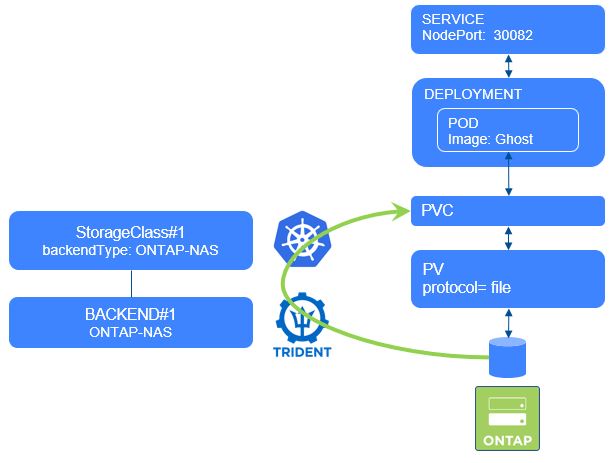 SERVICE
NodePort: 30082
DEPLOYMENT
POD
Image: Ghost
PVC
StorageClass#1
backendType: ONTAP-NAS
PV
protocol= file
BACKEND#1
ONTAP-NAS
TRIDENT
ONTAP